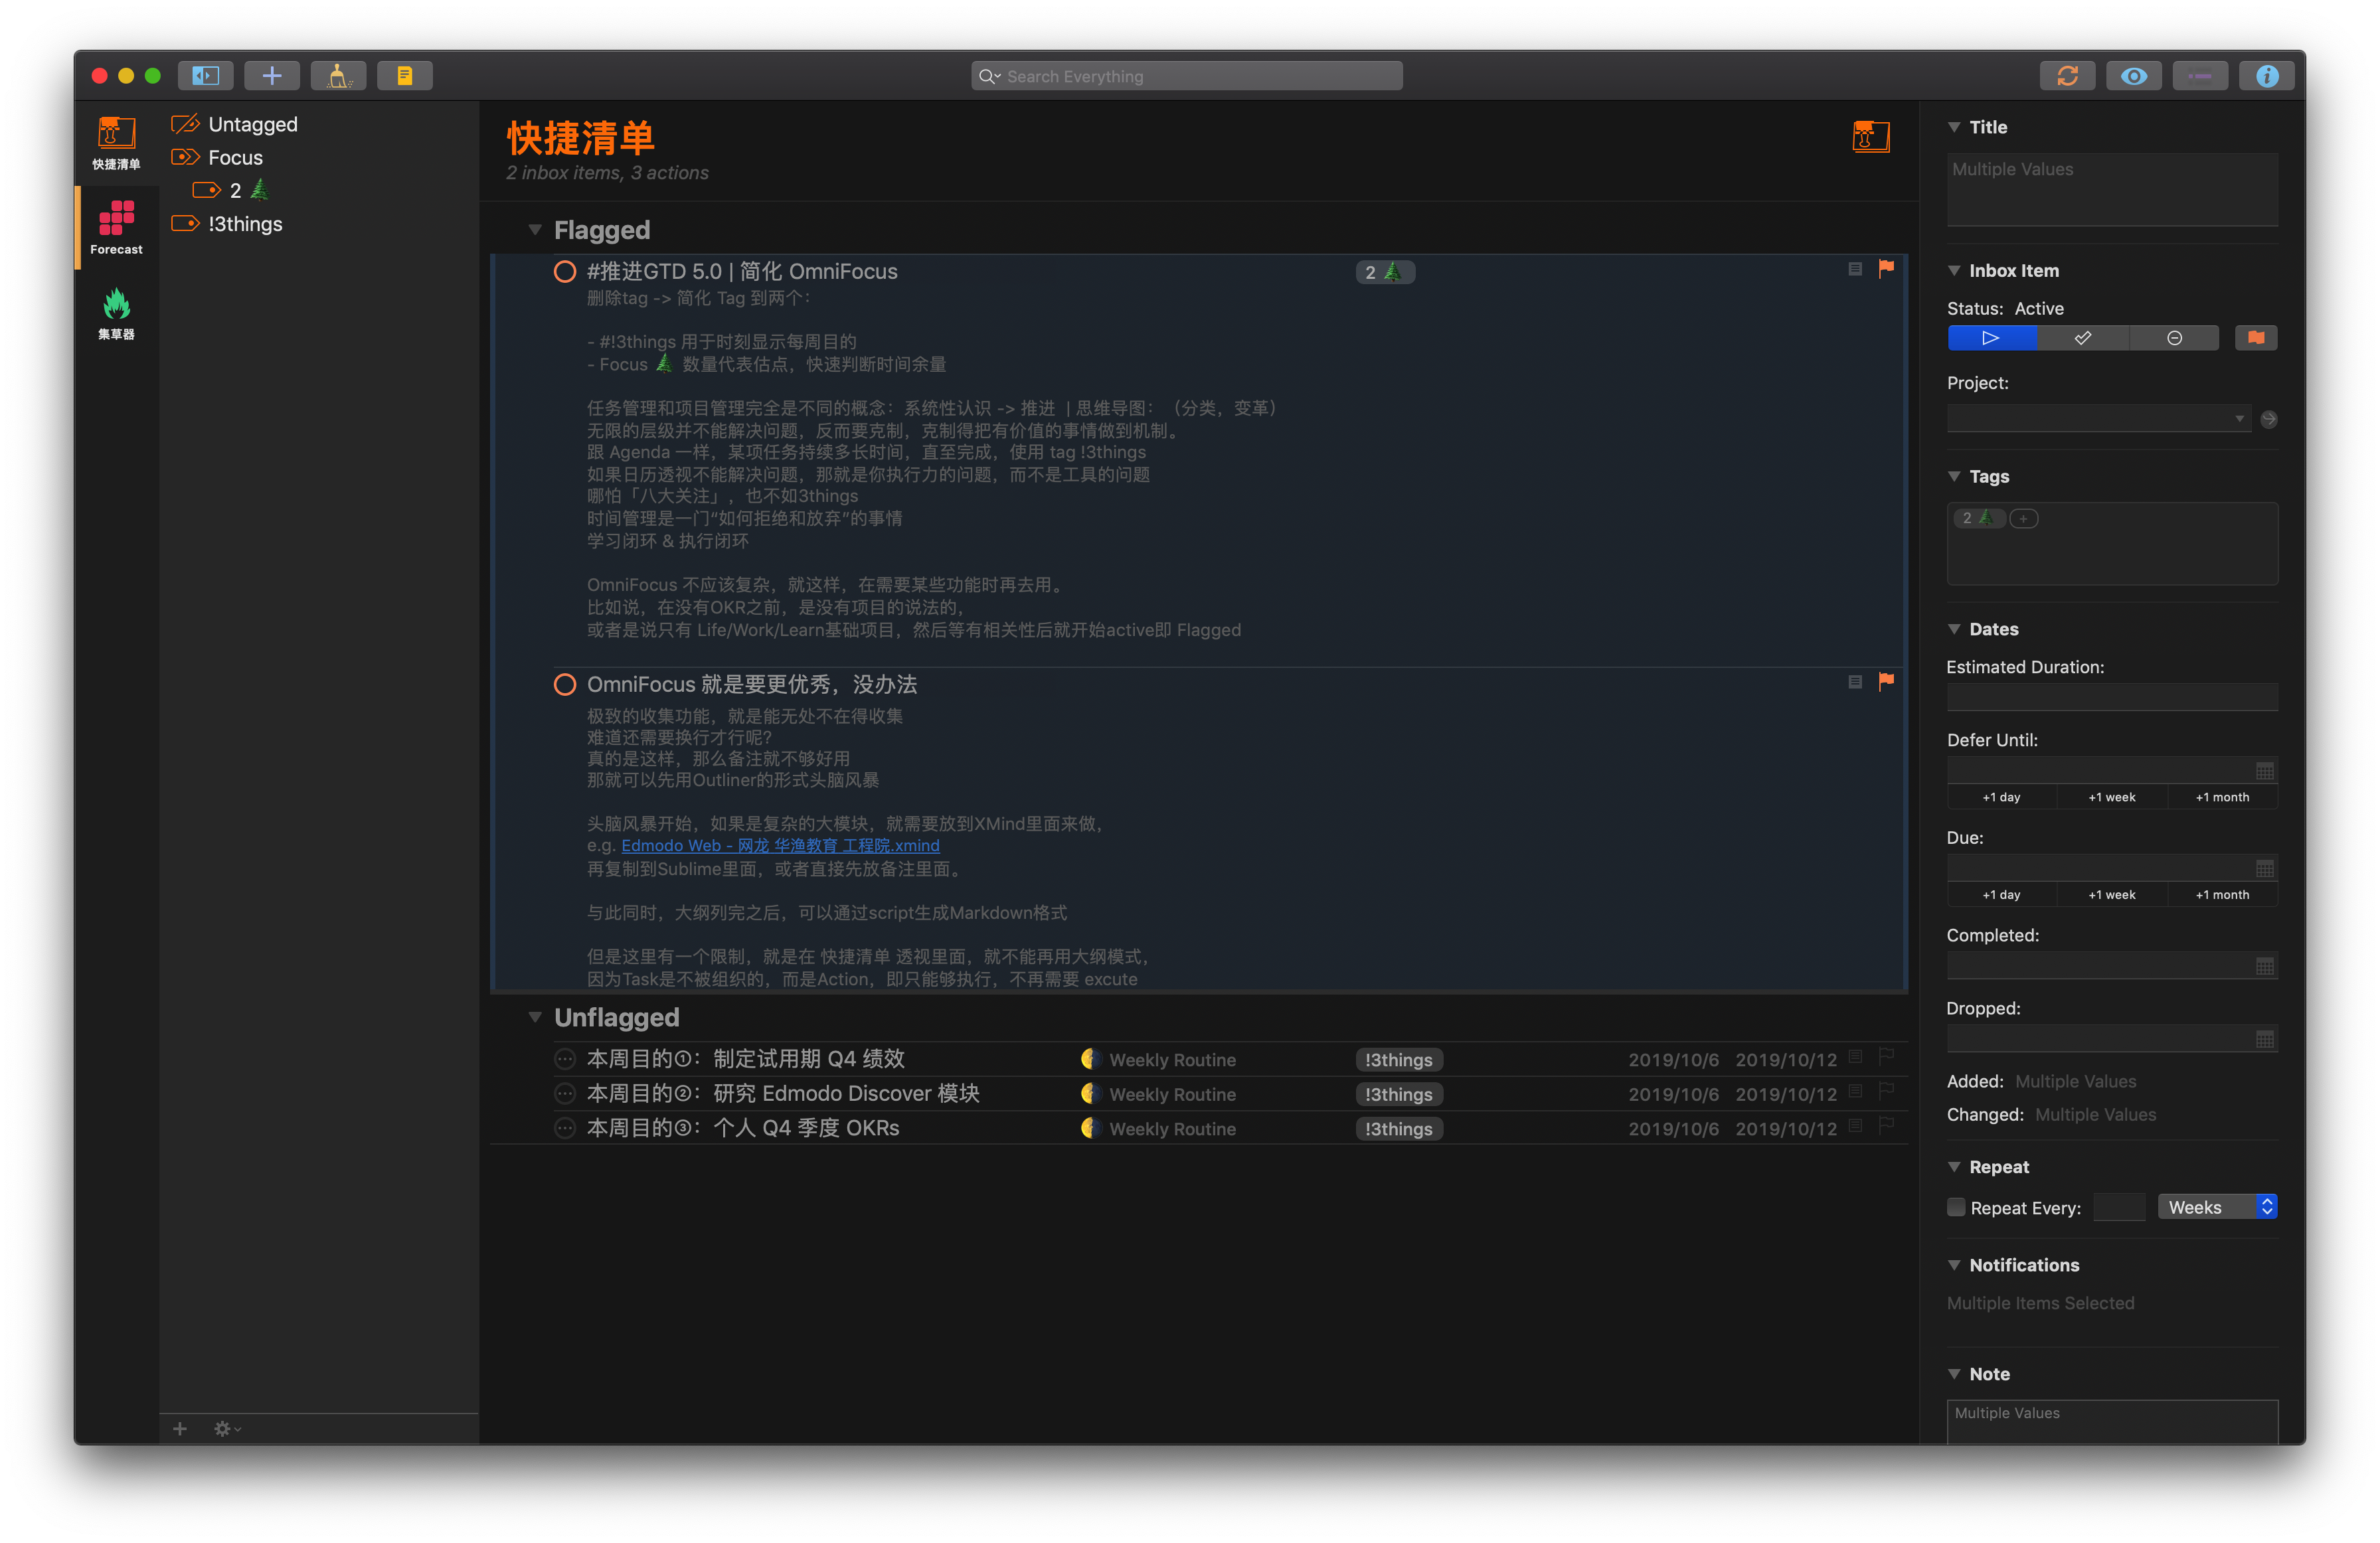 Search Everything
快捷清单
Forecast
集草器
Untagged
Focus
2 🌲
!3things
快捷清单
2 inbox items, 3 actions
Flagged
#推进GTD 5.0 | 简化 OmniFocus 2 🌲
删除tag -> 简化 Tag 到两个：
- #!3things 用于时刻显示每周目的
- Focus 🌲 数量代表估点，快速判断时间余量
任务管理和项目管理完全是不同的概念：系统性认识 -> 推进 | 思维导图：（分类，变革）
无限的层级并不能解决问题，反而要克制，克制得把有价值的事情做到机制。
跟 Agenda 一样，某项任务持续多长时间，直至完成，使用 tag !3things
如果日历透视不能解决问题，那就是你执行力的问题，而不是工具的问题
哪怕「八大关注」，也不如3things
时间管理是一门“如何拒绝和放弃”的事情
学习闭环 & 执行闭环
OmniFocus 不应该复杂，就这样，在需要某些功能时再去用。
比如说，在没有OKR之前，是没有项目的说法的，
或者是说只有 Life/Work/Learn基础项目，然后等有相关性后就开始active即 Flagged
OmniFocus 就是要更优秀，没办法
极致的收集功能，就是能无处不在得收集
难道还需要换行才行呢？
真的是这样，那么备注就不够好用
那就可以先用Outliner的形式头脑风暴
头脑风暴开始，如果是复杂的大模块，就需要放到XMind里面来做，
e.g. Edmodo Web - 网龙 华渔教育 工程院.xmind
再复制到Sublime里面，或者直接先放备注里面。
与此同时，大纲列完之后，可以通过script生成Markdown格式
但是这里有一个限制，就是在 快捷清单 透视里面，就不能再用大纲模式，
因为Task是不被组织的，而是Action，即只能够执行，不再需要 excute
Unflagged
本周目的①：制定试用期 Q4 绩效 🌗 Weekly Routine !3things 2019/10/6 2019/10/12
本周目的②：研究 Edmodo Discover 模块 🌗 Weekly Routine !3things 2019/10/6 2019/10/12
本周目的③：个人 Q4 季度 OKRs 🌗 Weekly Routine !3things 2019/10/6 2019/10/12
Title
Multiple Values
Inbox Item
Status: Active
Project:
Tags
2 🌲
Dates
Estimated Duration:
Defer Until:
+1 day +1 week +1 month
Due:
+1 day +1 week +1 month
Completed:
Dropped:
Added: Multiple Values
Changed: Multiple Values
Repeat
Repeat Every: Weeks
Notifications
Multiple Items Selected
Note
Multiple Values